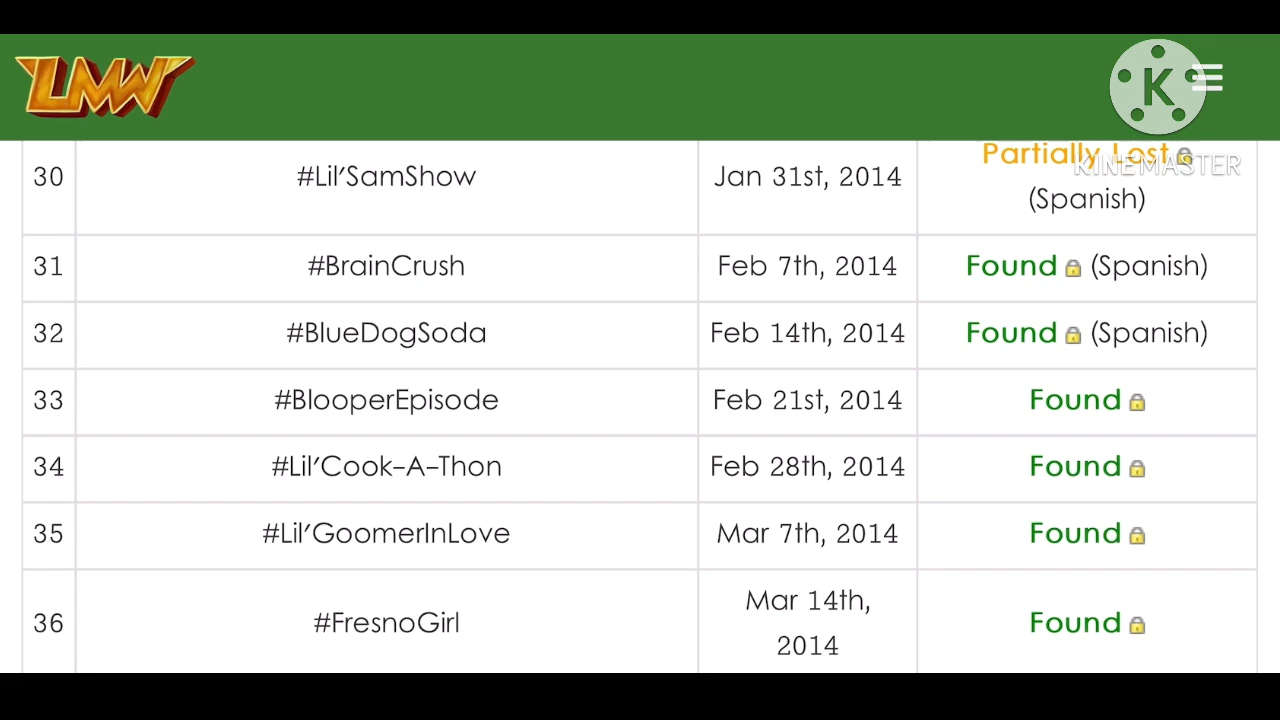 LMW
K
KINEMASTER
30 #Lil’SamShow Jan 31st, 2014 Partially Lost
(Spanish)
31 #BrainCrush Feb 7th, 2014 Found (Spanish)
32 #BlueDogSoda Feb 14th, 2014 Found (Spanish)
33 #BlooperEpisode Feb 21st, 2014 Found
34 #Lil’Cook-A-Thon Feb 28th, 2014 Found
35 #Lil’GoomerInLove Mar 7th, 2014 Found
36 #FresnoGirl Mar 14th,
2014 Found